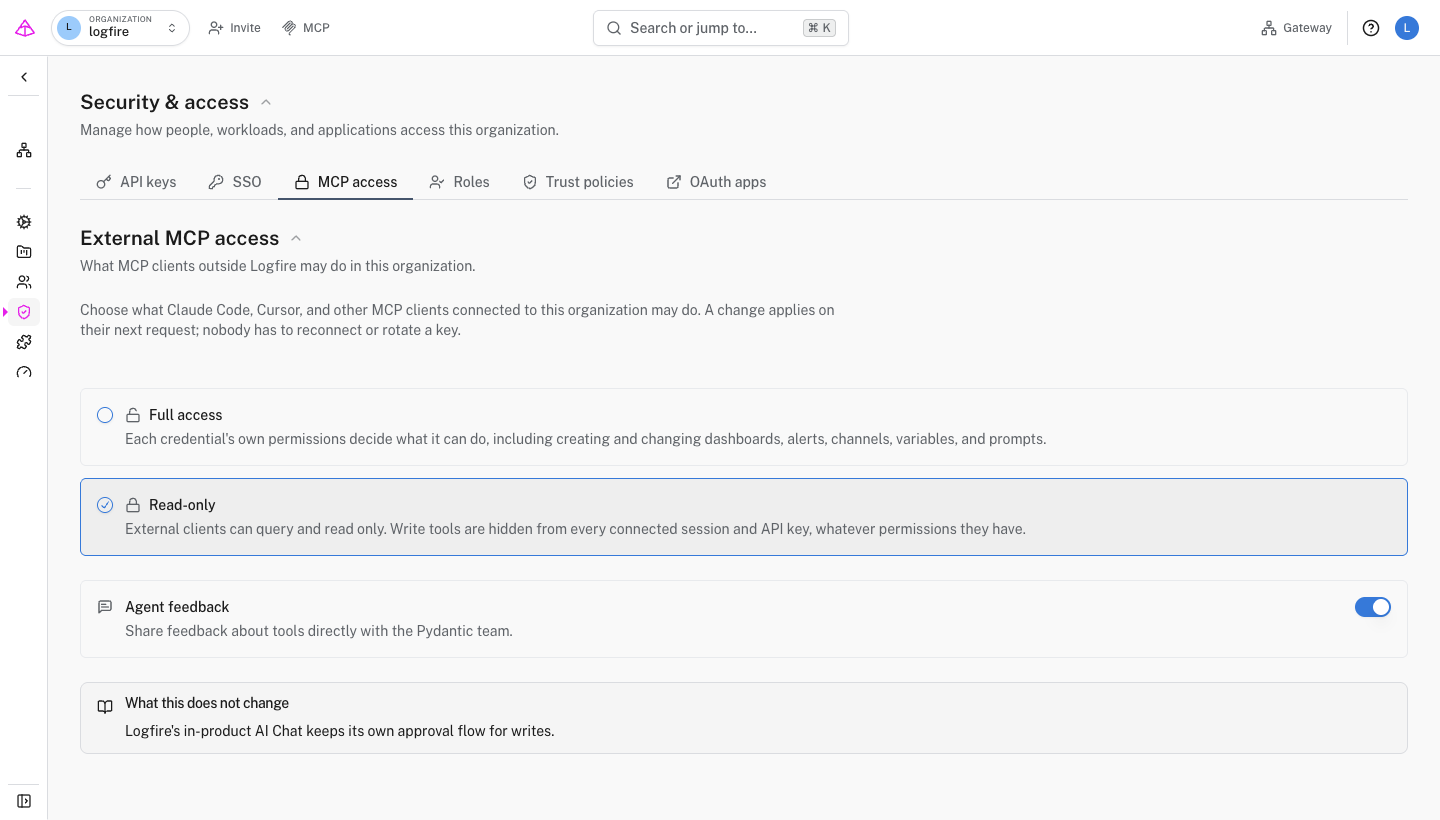 L
ORGANIZATION
logfire
Invite
MCP
Search or jump to...
⌘ K
Gateway
L
Security & access
Manage how people, workloads, and applications access this organization.
API keys
SSO
MCP access
Roles
Trust policies
OAuth apps
External MCP access
What MCP clients outside Logfire may do in this organization.
Choose what Claude Code, Cursor, and other MCP clients connected to this organization may do. A change applies on
their next request; nobody has to reconnect or rotate a key.
Full access
Each credential's own permissions decide what it can do, including creating and changing dashboards, alerts, channels, variables, and prompts.
Read-only
External clients can query and read only. Write tools are hidden from every connected session and API key, whatever permissions they have.
Agent feedback
Share feedback about tools directly with the Pydantic team.
What this does not change
Logfire's in-product AI Chat keeps its own approval flow for writes.